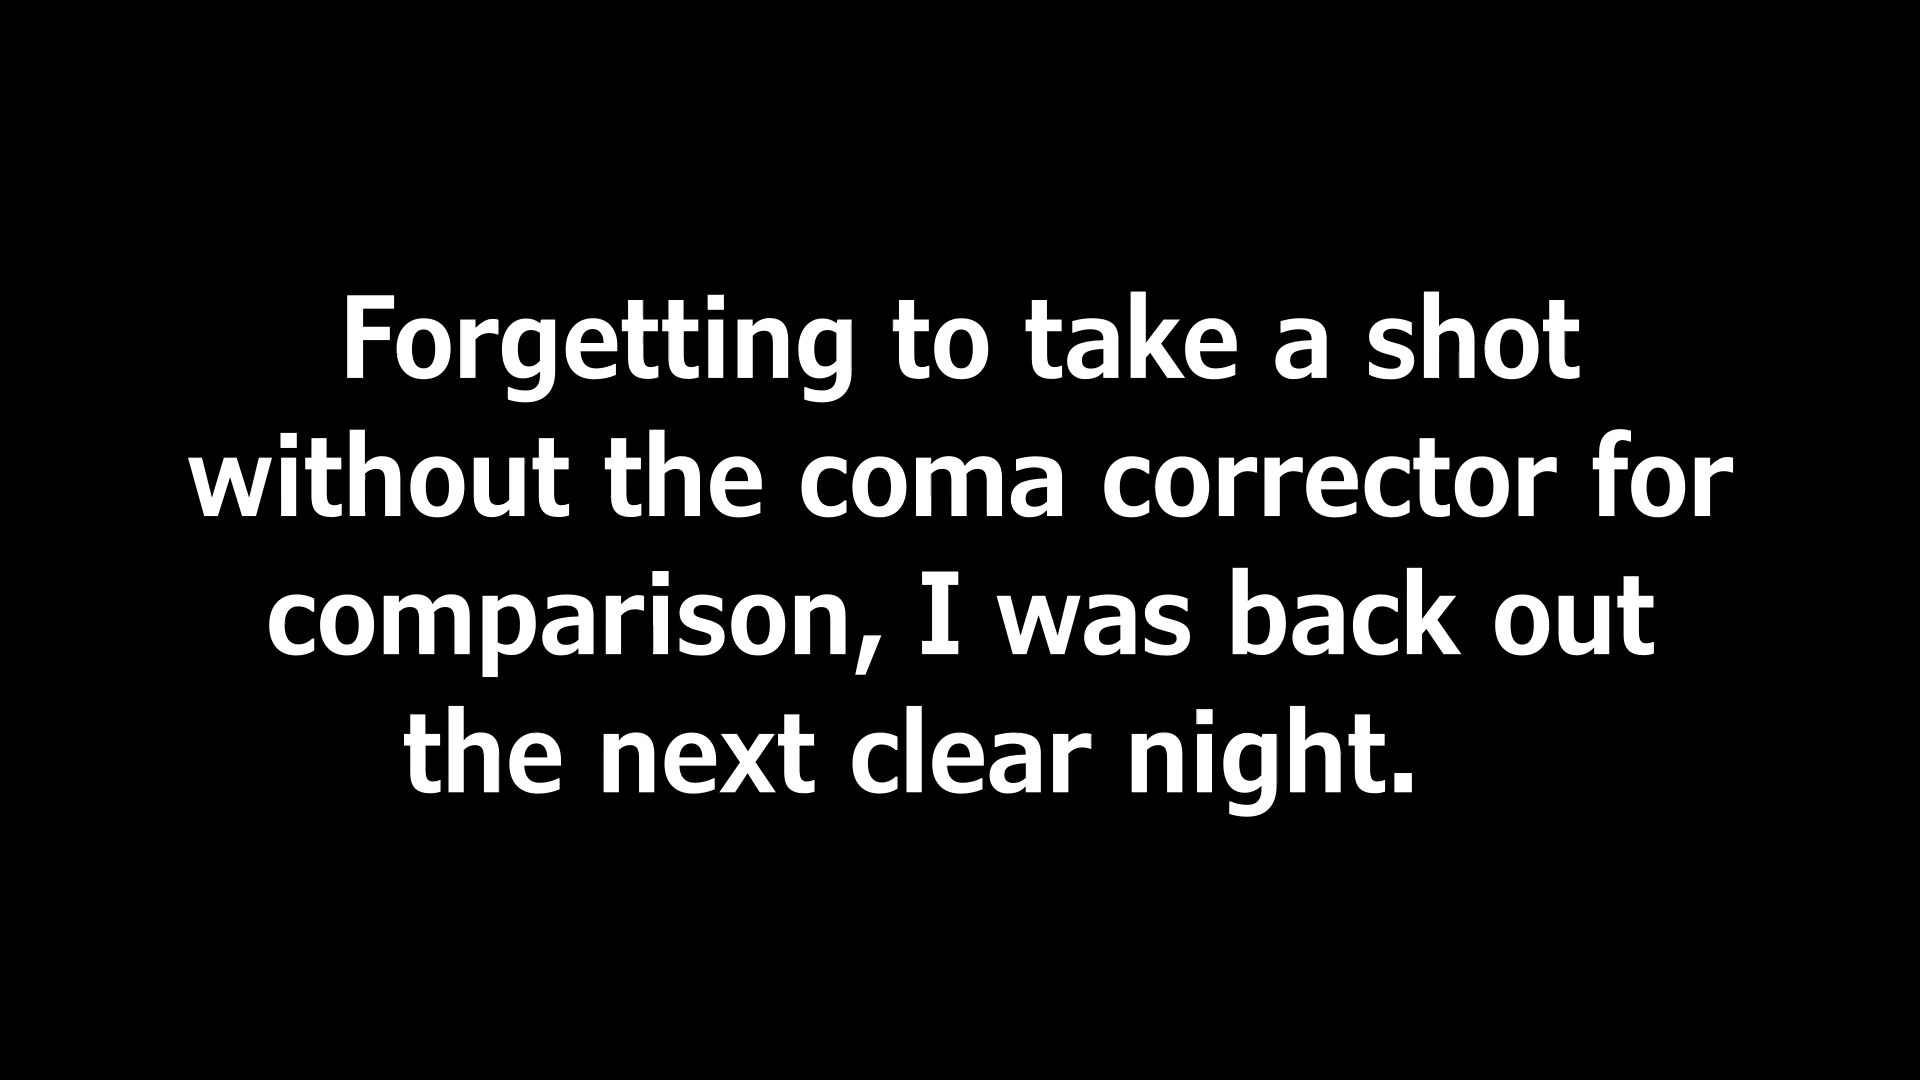 Forgetting to take a shot
without the coma corrector for
comparison, I was back out
the next clear night.